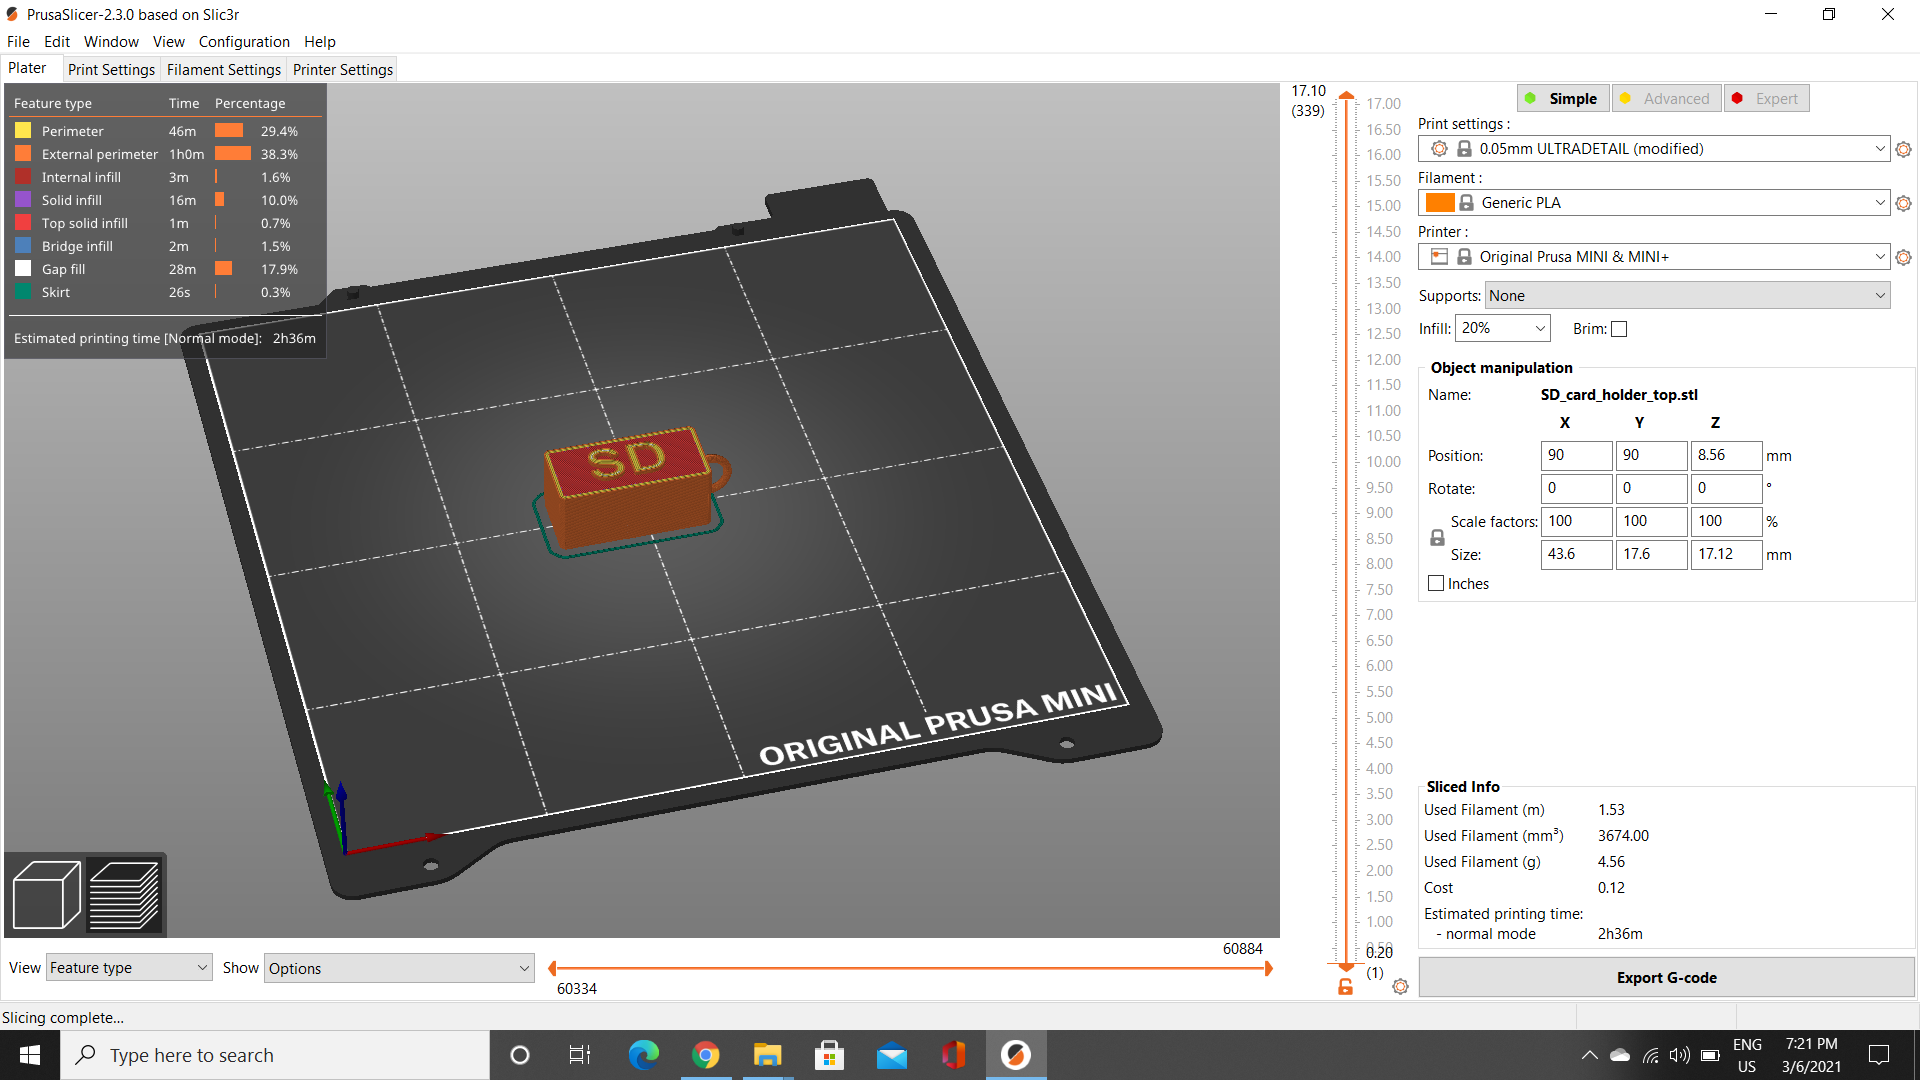 PrusaSlicer-2.3.0 based on Slic3r
File Edit Window View Configuration Help
Plater Print Settings Filament Settings Printer Settings
Feature type Time Percentage
Perimeter 46m 29.4%
External perimeter 1h0m 38.3%
Internal infill 3m 1.6%
Solid infill 16m 10.0%
Top solid infill 1m 0.7%
Bridge infill 2m 1.5%
Gap fill 28m 17.9%
Skirt 26s 0.3%
Estimated printing time [Normal mode]: 2h36m
SD
ORIGINAL PRUSA MINI
17.10
(339)
17.00
16.50
16.00
15.50
15.00
14.50
14.00
13.50
13.00
12.50
12.00
11.50
11.00
10.50
10.00
9.50
9.00
8.50
8.00
7.50
7.00
6.50
6.00
5.50
5.00
4.50
4.00
3.50
3.00
2.50
2.00
1.50
1.00
0.50
0.20
(1)
Simple Advanced Expert
Print settings :
0.05mm ULTRADETAIL (modified)
Filament :
Generic PLA
Printer :
Original Prusa MINI & MINI+
Supports: None
Infill: 20% Brim:
Object manipulation
Name: SD_card_holder_top.stl
X Y Z
Position: 90 90 8.56 mm
Rotate: 0 0 0 °
Scale factors: 100 100 100 %
Size: 43.6 17.6 17.12 mm
Inches
Sliced Info
Used Filament (m) 1.53
Used Filament (mm³) 3674.00
Used Filament (g) 4.56
Cost 0.12
Estimated printing time:
- normal mode 2h36m
Export G-code
View Feature type Show Options
60884
60334
Slicing complete...
Type here to search
ENG
US
7:21 PM
3/6/2021